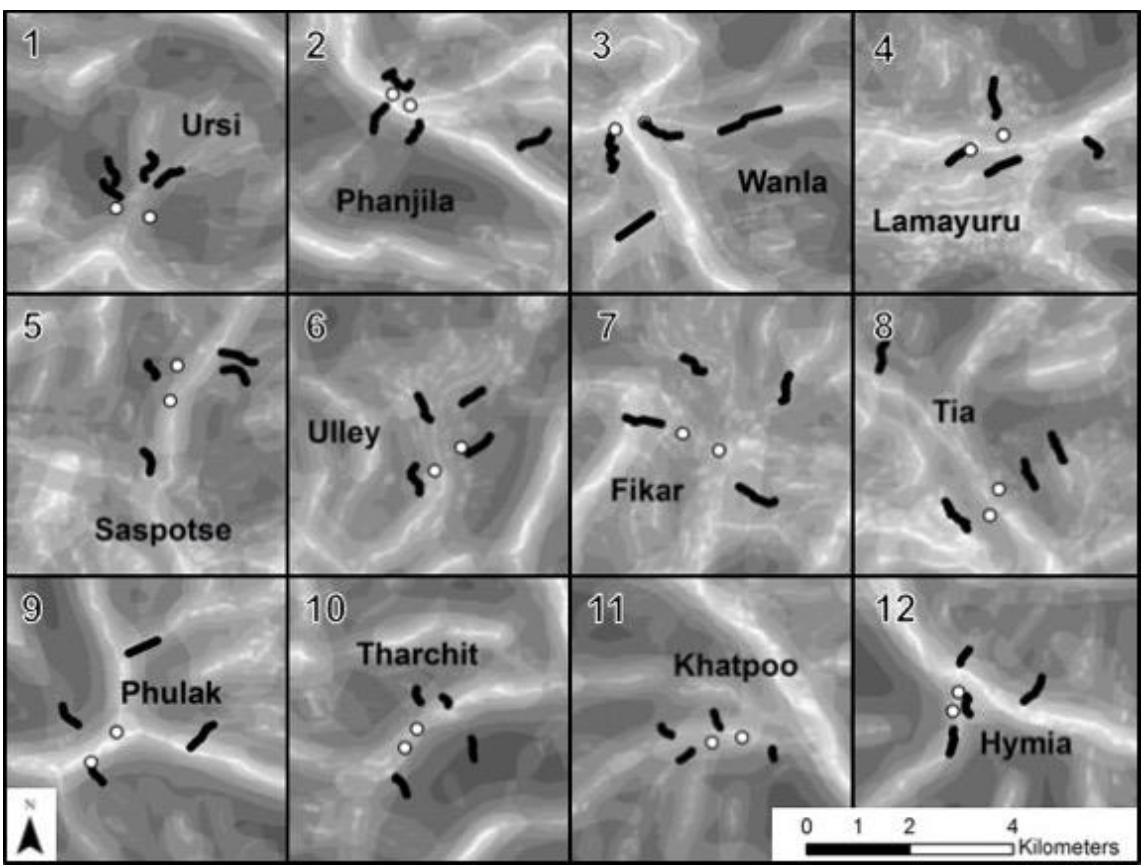 1
Ursi
2
Phanjila
3
Wanla
4
Lamayuru
5
Saspotse
6
Ulley
7
Fikar
8
Tia
9
Phulak
10
Tharchit
11
Khatpoo
12
Hymia
N
0 1 2 4
Kilometers